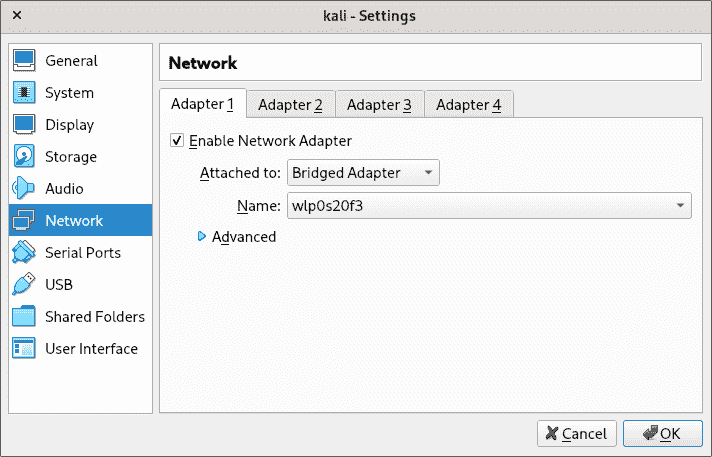 kali - Settings
General
System
Display
Storage
Audio
Network
Serial Ports
USB
Shared Folders
User Interface
Network
Adapter 1 Adapter 2 Adapter 3 Adapter 4
Enable Network Adapter
Attached to: Bridged Adapter
Name: wlp0s20f3
Advanced
Cancel OK